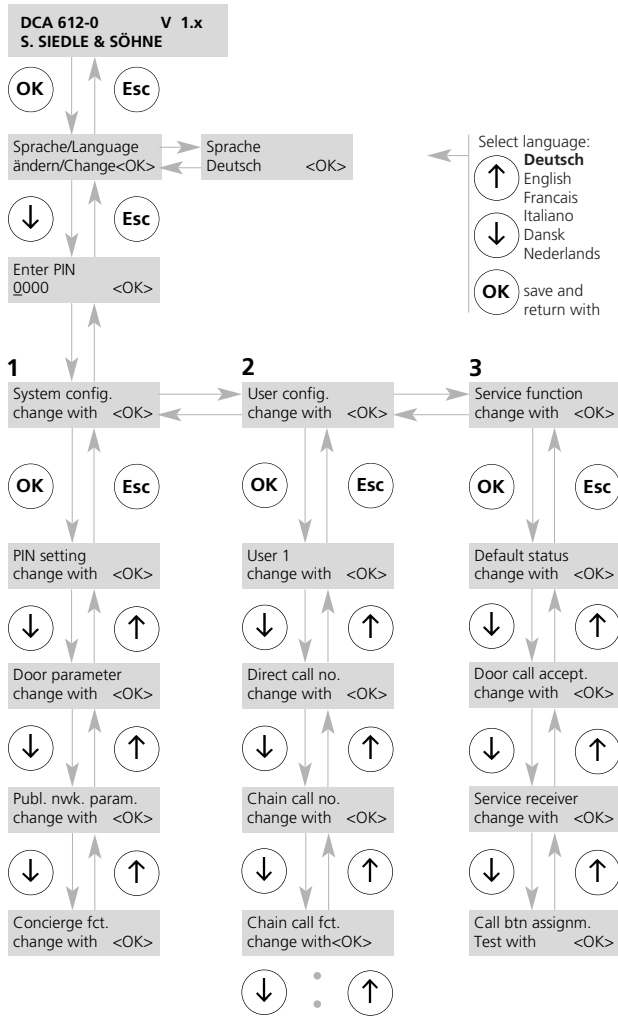 DCA 612-0 V 1.x
S. SIEDLE & SÖHNE
OK Esc
Sprache/Language
ändern/Change<OK>
Sprache
Deutsch <OK>
Select language:
Deutsch
English
Francais
Italiano
Dansk
Nederlands
OK save and
return with
Esc
Enter PIN
0000 <OK>
1
System config.
change with <OK>
2
User config.
change with <OK>
3
Service function
change with <OK>
OK Esc
OK Esc
OK Esc
PIN setting
change with <OK>
User 1
change with <OK>
Default status
change with <OK>
Door parameter
change with <OK>
Direct call no.
change with <OK>
Door call accept.
change with <OK>
Publ. nwk. param.
change with <OK>
Chain call no.
change with <OK>
Service receiver
change with <OK>
Concierge fct.
change with <OK>
Chain call fct.
change with<OK>
Call btn assignm.
Test with <OK>